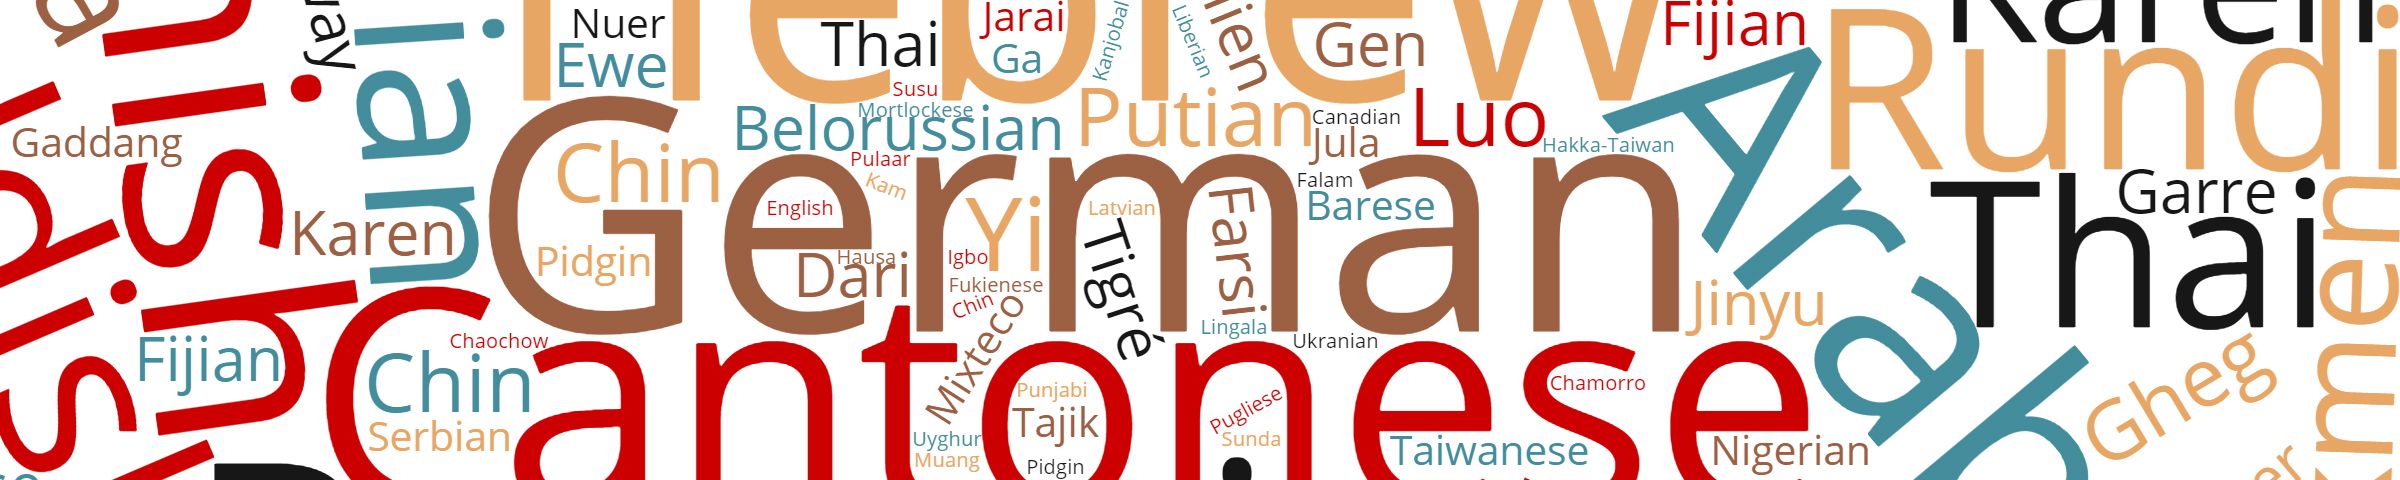 Nuer
Ewe
Thai
Jarai
Ga
Kanjobal
Liberian
Gen
Fijian
Karen
Rundi
Hebrew
Susu
Mortlockese
Belorussian
Putian
Canadian
Jula
Luo
Hakka-Taiwan
Arab
Gaddang
Chin
Pulaar
Kam
German
Falam
Barese
Garre
Thai
Karen
English
Latvian
Yi
Farsi
Tigré
Pidgin
Hausa
Dari
Igbo
Fukienese
Chin
Mixteco
Jinyu
Lingala
Ukranian
Fijian
Chaochow
Chin
Serbian
Cantonese
Punjabi
Tajik
Uyghur
Muang
Pidgin
Pugliese
Sunda
Chamorro
Taiwanese
Nigerian
Gheg